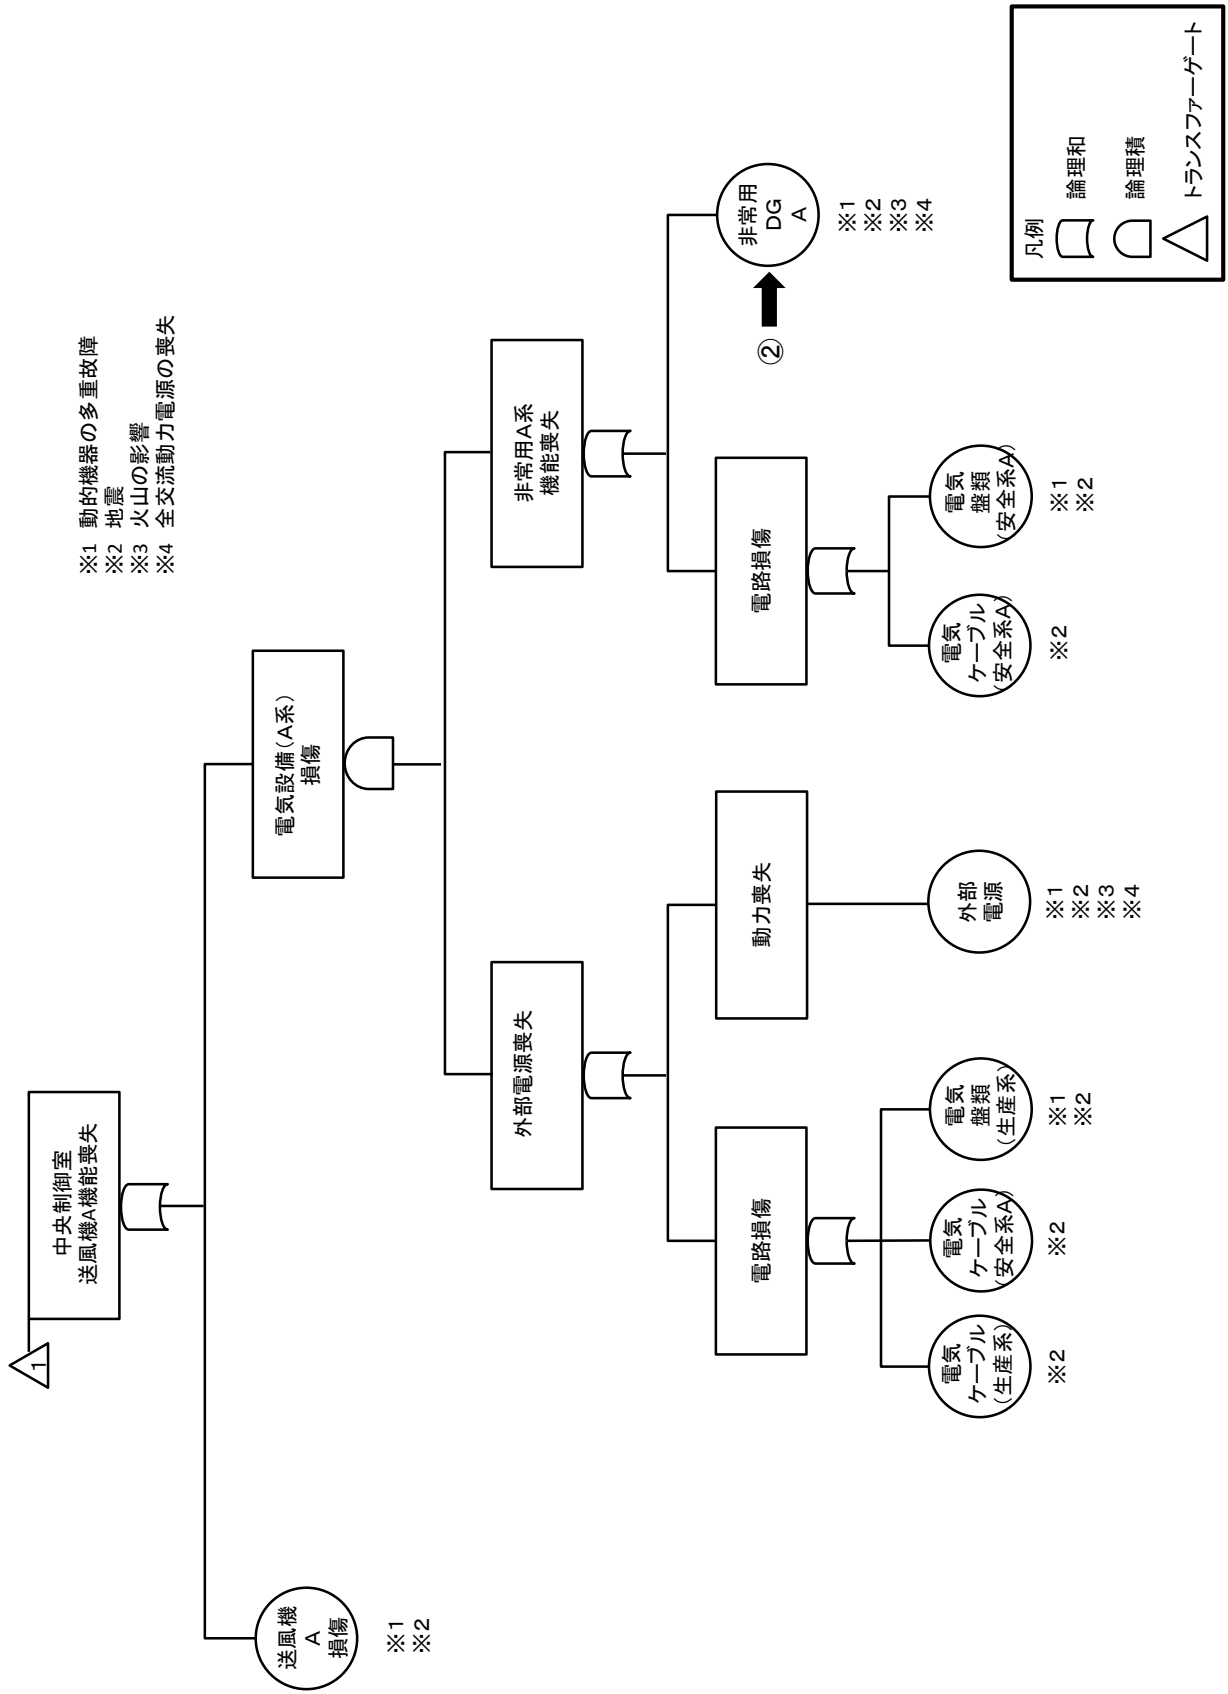 1
中央制御室
送風機A機能喪失
※1　動的機器の多重故障
※2　地震
※3　火山の影響
※4　全交流動力電源の喪失
送風機
A
損傷
※1
※2
電気設備(A系)
損傷
外部電源喪失
非常用A系
機能喪失
電路損傷
動力喪失
電路損傷
②
非常用
DG
A
※1
※2
※3
※4
電気
ケーブル
(生産系)
※2
電気
ケーブル
(安全系A)
※2
電気
盤類
(生産系)
※1
※2
外部
電源
※1
※2
※3
※4
電気
ケーブル
(安全系A)
※2
電気
盤類
(安全系A)
※1
※2
凡例
論理和
論理積
トランスファーゲート